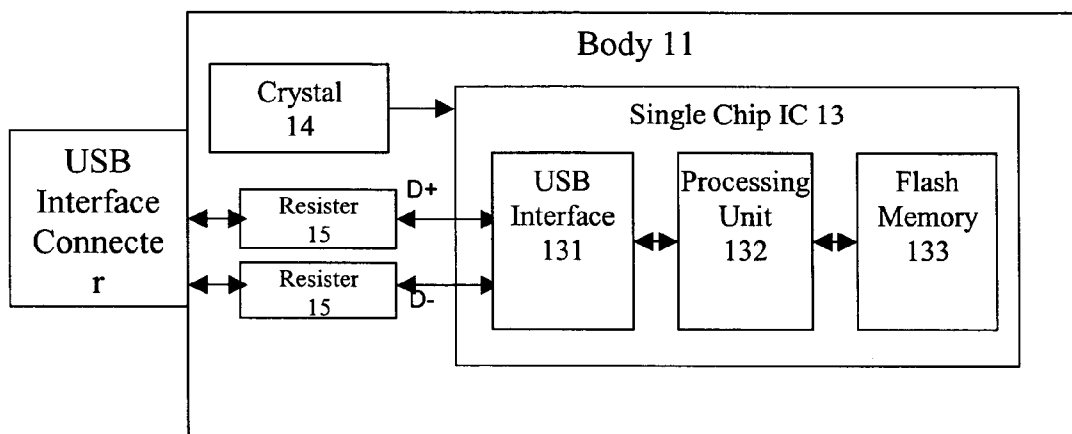 Body 11
Crystal
14
Single Chip IC 13
USB
Interface
Connecte
r
D+
Resister
15
D-
Resister
15
USB
Interface
131
Processing
Unit
132
Flash
Memory
133